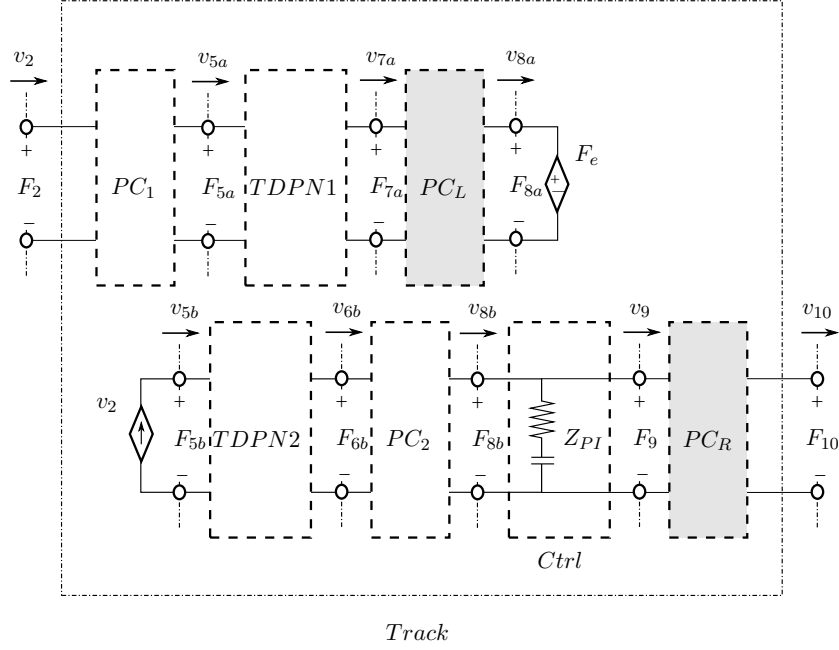 v2 v5a v7a v8a
+ + + +
F2 PC1 F5a TDPN1 F7a PCL F8a + − Fe
− − − −
v5b v6b v8b v9 v10
v2 + + + + +
F5b TDPN2 F6b PC2 F8b ZPI F9 PCR F10
− − − − −
Ctrl
Track